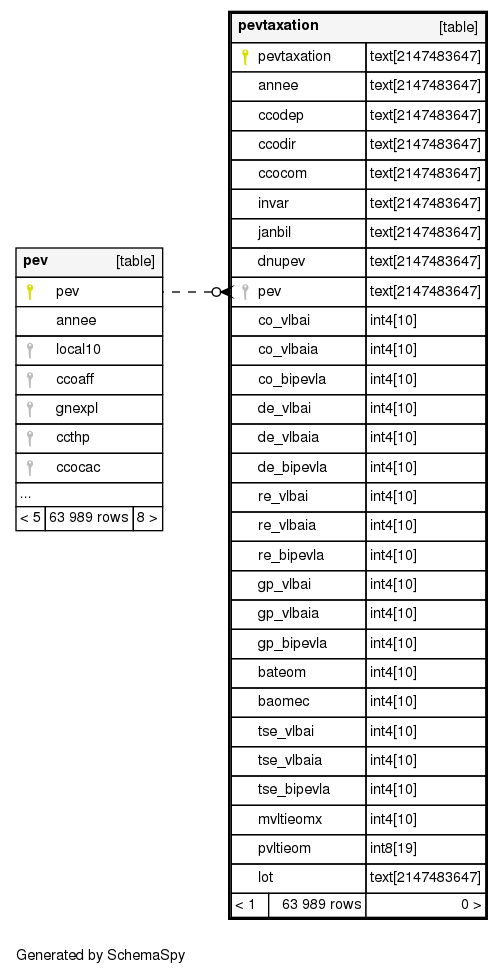 pev [table]
pev
annee
local10
ccoaff
gnexpl
ccthp
ccocac
...
< 5 63 989 rows 8 >
pevtaxation [table]
pevtaxation text[2147483647]
annee text[2147483647]
ccodep text[2147483647]
ccodir text[2147483647]
ccocom text[2147483647]
invar text[2147483647]
janbil text[2147483647]
dnupev text[2147483647]
pev text[2147483647]
co_vlbai int4[10]
co_vlbaia int4[10]
co_bipevla int4[10]
de_vlbai int4[10]
de_vlbaia int4[10]
de_bipevla int4[10]
re_vlbai int4[10]
re_vlbaia int4[10]
re_bipevla int4[10]
gp_vlbai int4[10]
gp_vlbaia int4[10]
gp_bipevla int4[10]
bateom int4[10]
baomec int4[10]
tse_vlbai int4[10]
tse_vlbaia int4[10]
tse_bipevla int4[10]
mvltieomx int4[10]
pvltieom int8[19]
lot text[2147483647]
< 1 63 989 rows 0 >
Generated by SchemaSpy